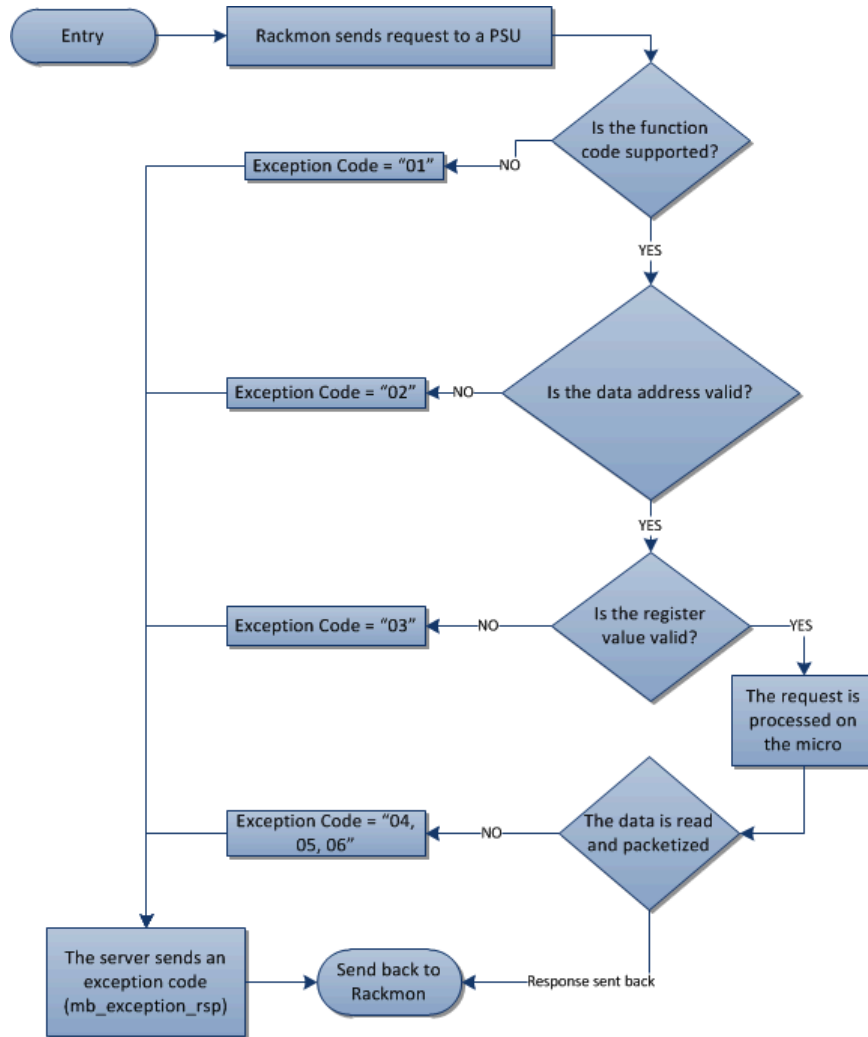 Entry
Rackmon sends request to a PSU
Is the function
code supported?
NO
Exception Code = “01”
YES
Is the data address valid?
NO
Exception Code = “02”
YES
Is the register
value valid?
NO
Exception Code = “03”
YES
The request is
processed on
the micro
The data is read
and packetized
NO
Exception Code = “04,
05, 06”
The server sends an
exception code
(mb_exception_rsp)
Send back to
Rackmon
Response sent back